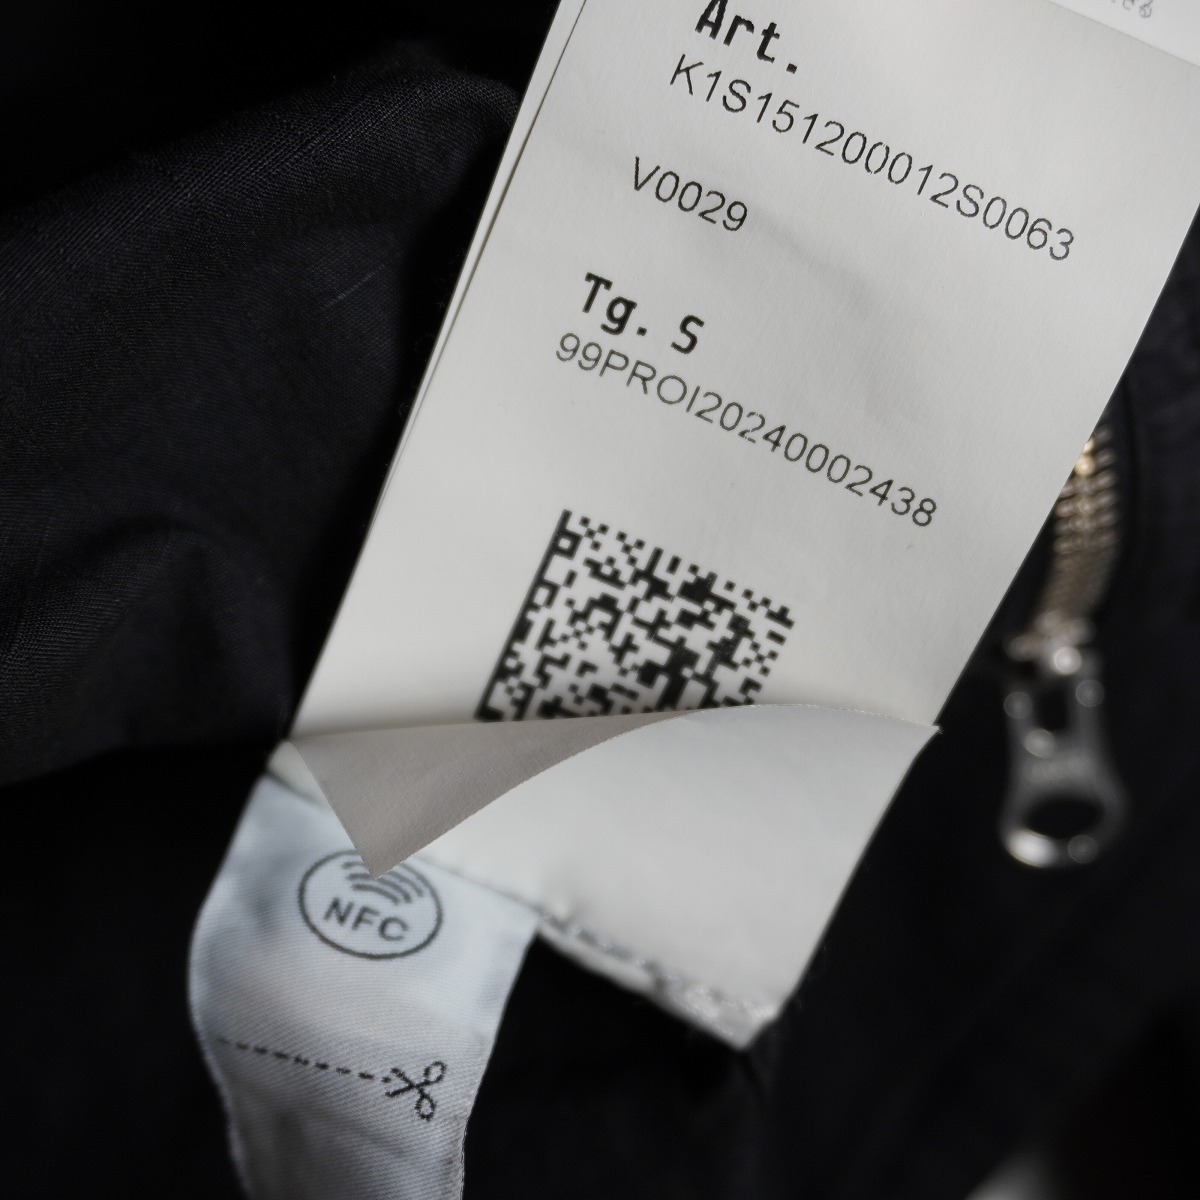 Art.
K1S151200012S0063
V0029
Tg. S
99PROI20240002438
NFC